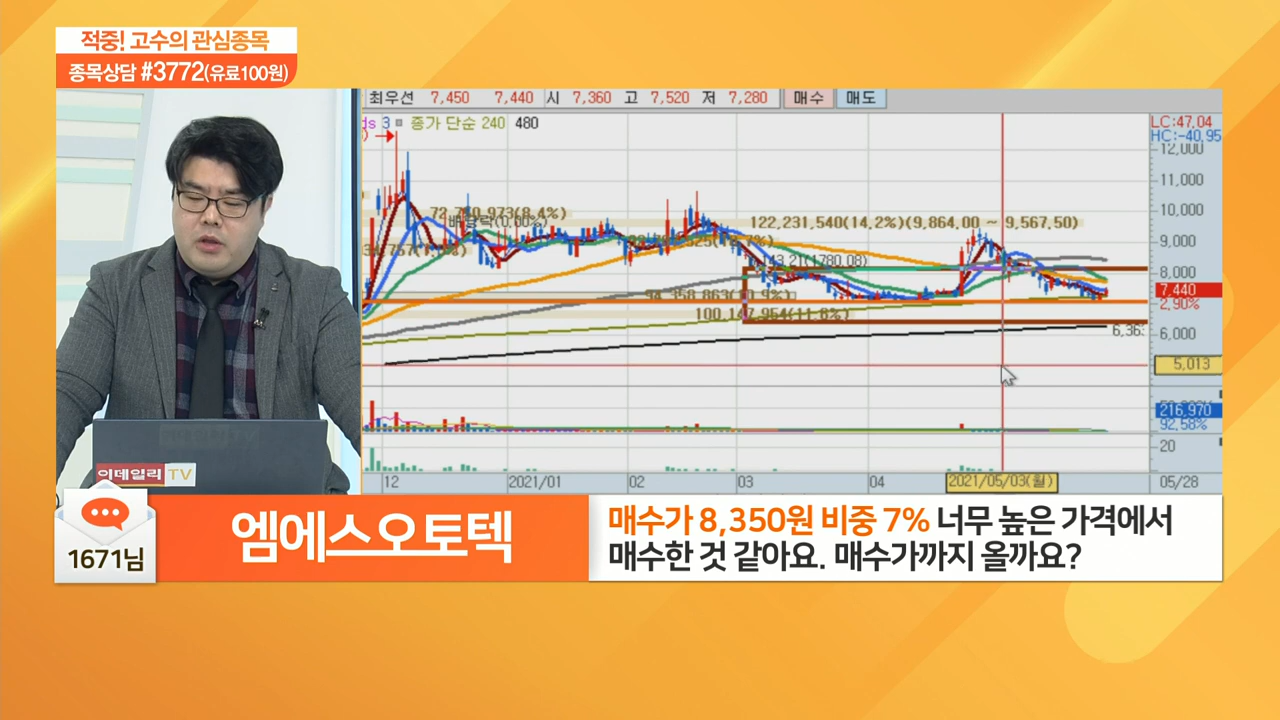 적중! 고수의 관심종목
종목상담 #3772(유료100원)
최우선 7,450 7,440 시 7,360 고 7,520 저 7,280 매수 매도
3 종가 단순 240 480
LC:47.04
HC:-40.95
12,000
11,000
10,000
9,000
8,000
7,440
2.90%
6,000
5,013
216,970
92.58%
20
122,231,540(14.2%)(9,864.00 ~ 9,567.50)
100,147,954(11.6%)
6,36
12 2021/01 02 03 04 2021/05/03(월) 05/28
이데일리 TV
1671님
엠에스오토텍
매수가 8,350원 비중 7% 너무 높은 가격에서
매수한 것 같아요. 매수가까지 올까요?